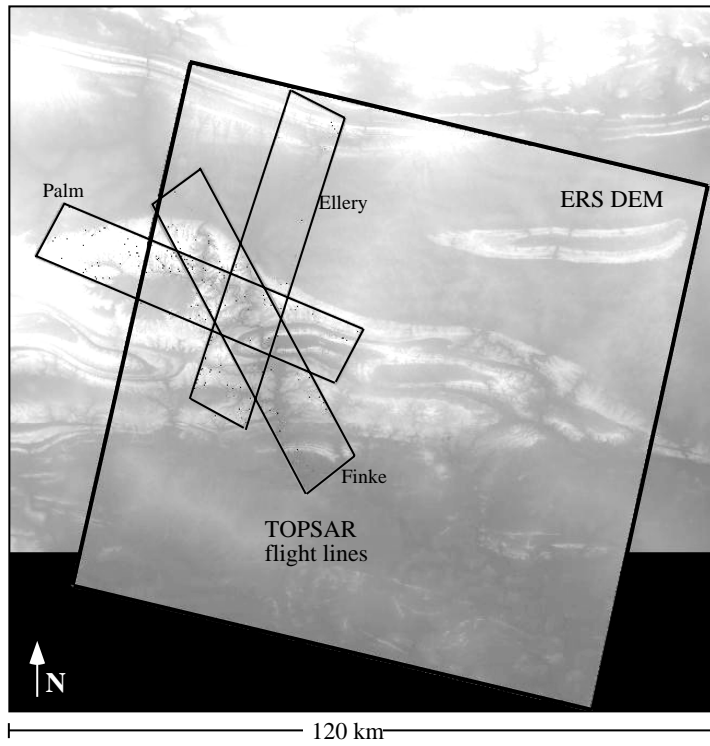 Palm
Ellery
ERS DEM
Finke
TOPSAR
flight lines
N
120 km